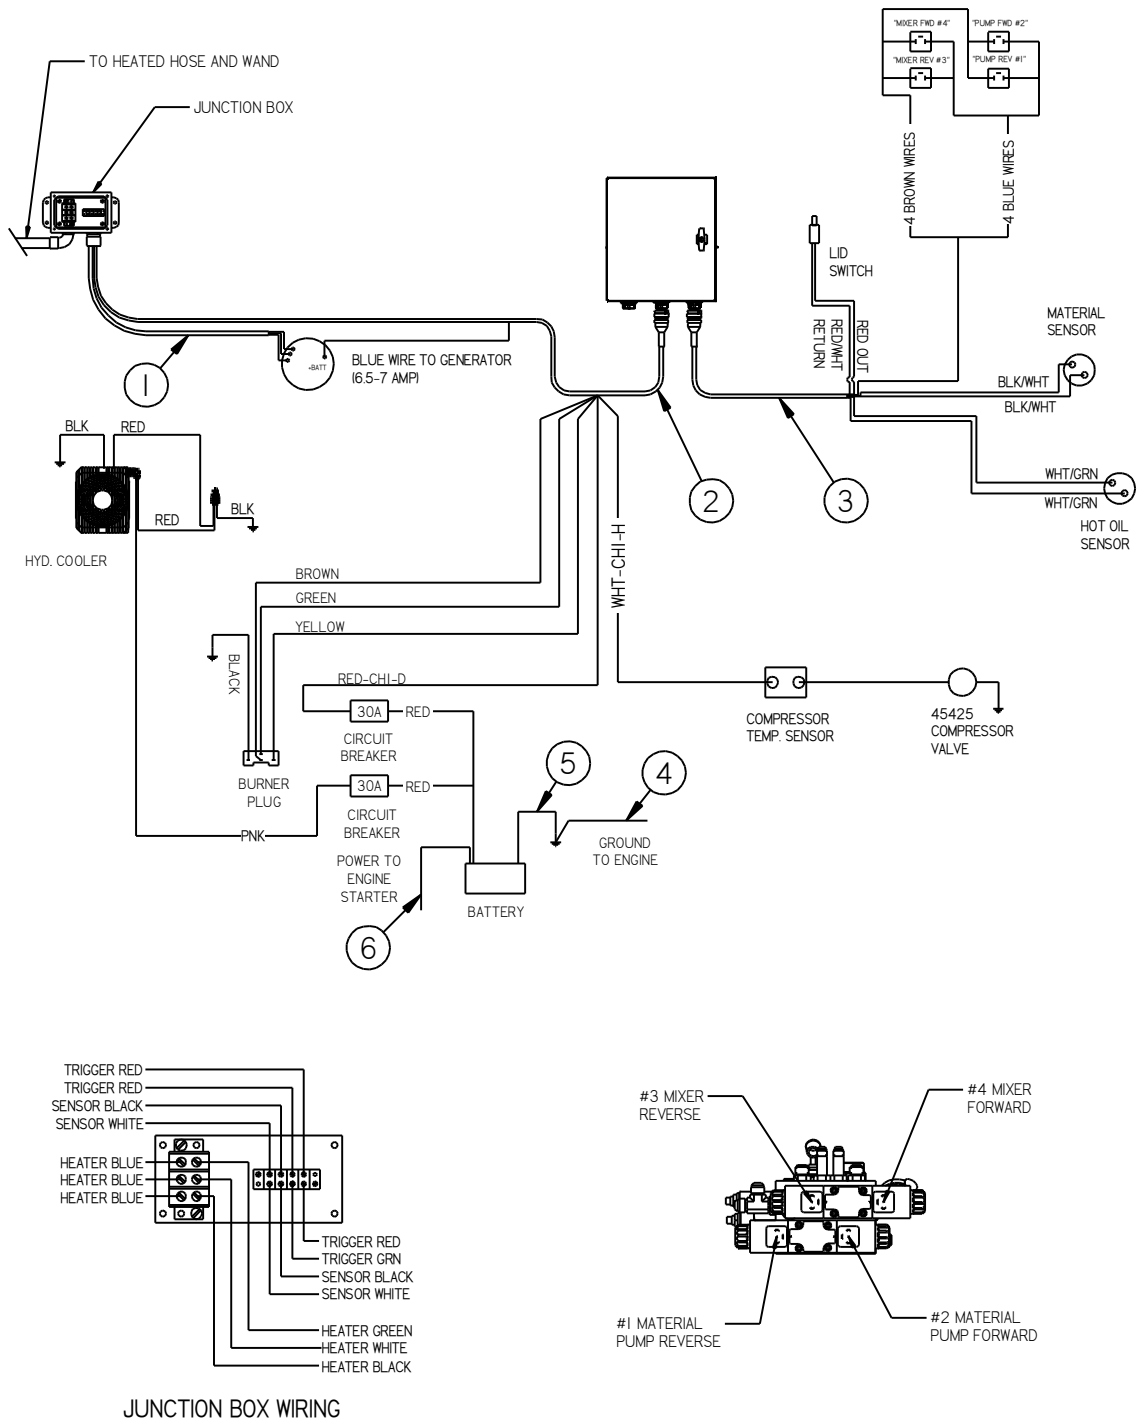 "MIXER FWD #4"
"PUMP FWD #2"
"MIXER REV #3"
"PUMP REV #1"
TO HEATED HOSE AND WAND
JUNCTION BOX
4 BROWN WIRES
4 BLUE WIRES
LID
SWITCH
RED OUT
RED/WHT
RETURN
MATERIAL
SENSOR
BLUE WIRE TO GENERATOR
(6.5-7 AMP)
+BATT
1
BLK/WHT
BLK/WHT
BLK
RED
2
3
WHT/GRN
WHT/GRN
BLK
RED
HOT OIL
SENSOR
HYD. COOLER
WHT-CHI-H
BROWN
GREEN
YELLOW
BLACK
RED-CHI-D
30A
RED
CIRCUIT
BREAKER
COMPRESSOR
TEMP. SENSOR
45425
COMPRESSOR
VALVE
BURNER
PLUG
30A
RED
5
4
CIRCUIT
BREAKER
PNK
GROUND
TO ENGINE
POWER TO
ENGINE
STARTER
BATTERY
6
TRIGGER RED
TRIGGER RED
SENSOR BLACK
SENSOR WHITE
HEATER BLUE
HEATER BLUE
HEATER BLUE
TRIGGER RED
TRIGGER GRN
SENSOR BLACK
SENSOR WHITE
HEATER GREEN
HEATER WHITE
HEATER BLACK
JUNCTION BOX WIRING
#3 MIXER
REVERSE
#4 MIXER
FORWARD
#1 MATERIAL
PUMP REVERSE
#2 MATERIAL
PUMP FORWARD